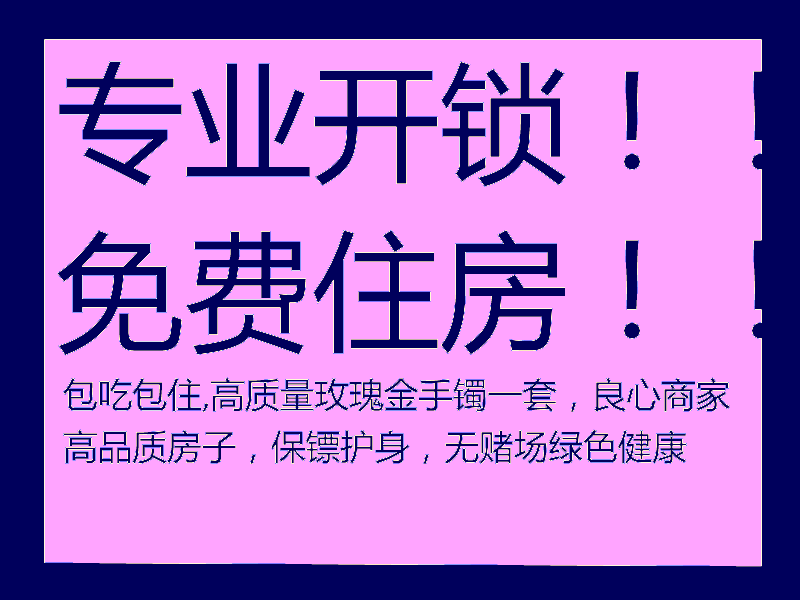 专业开锁！！
免费住房！！
包吃包住,高质量玫瑰金手镯一套，良心商家
高品质房子，保镖护身，无赌场绿色健康